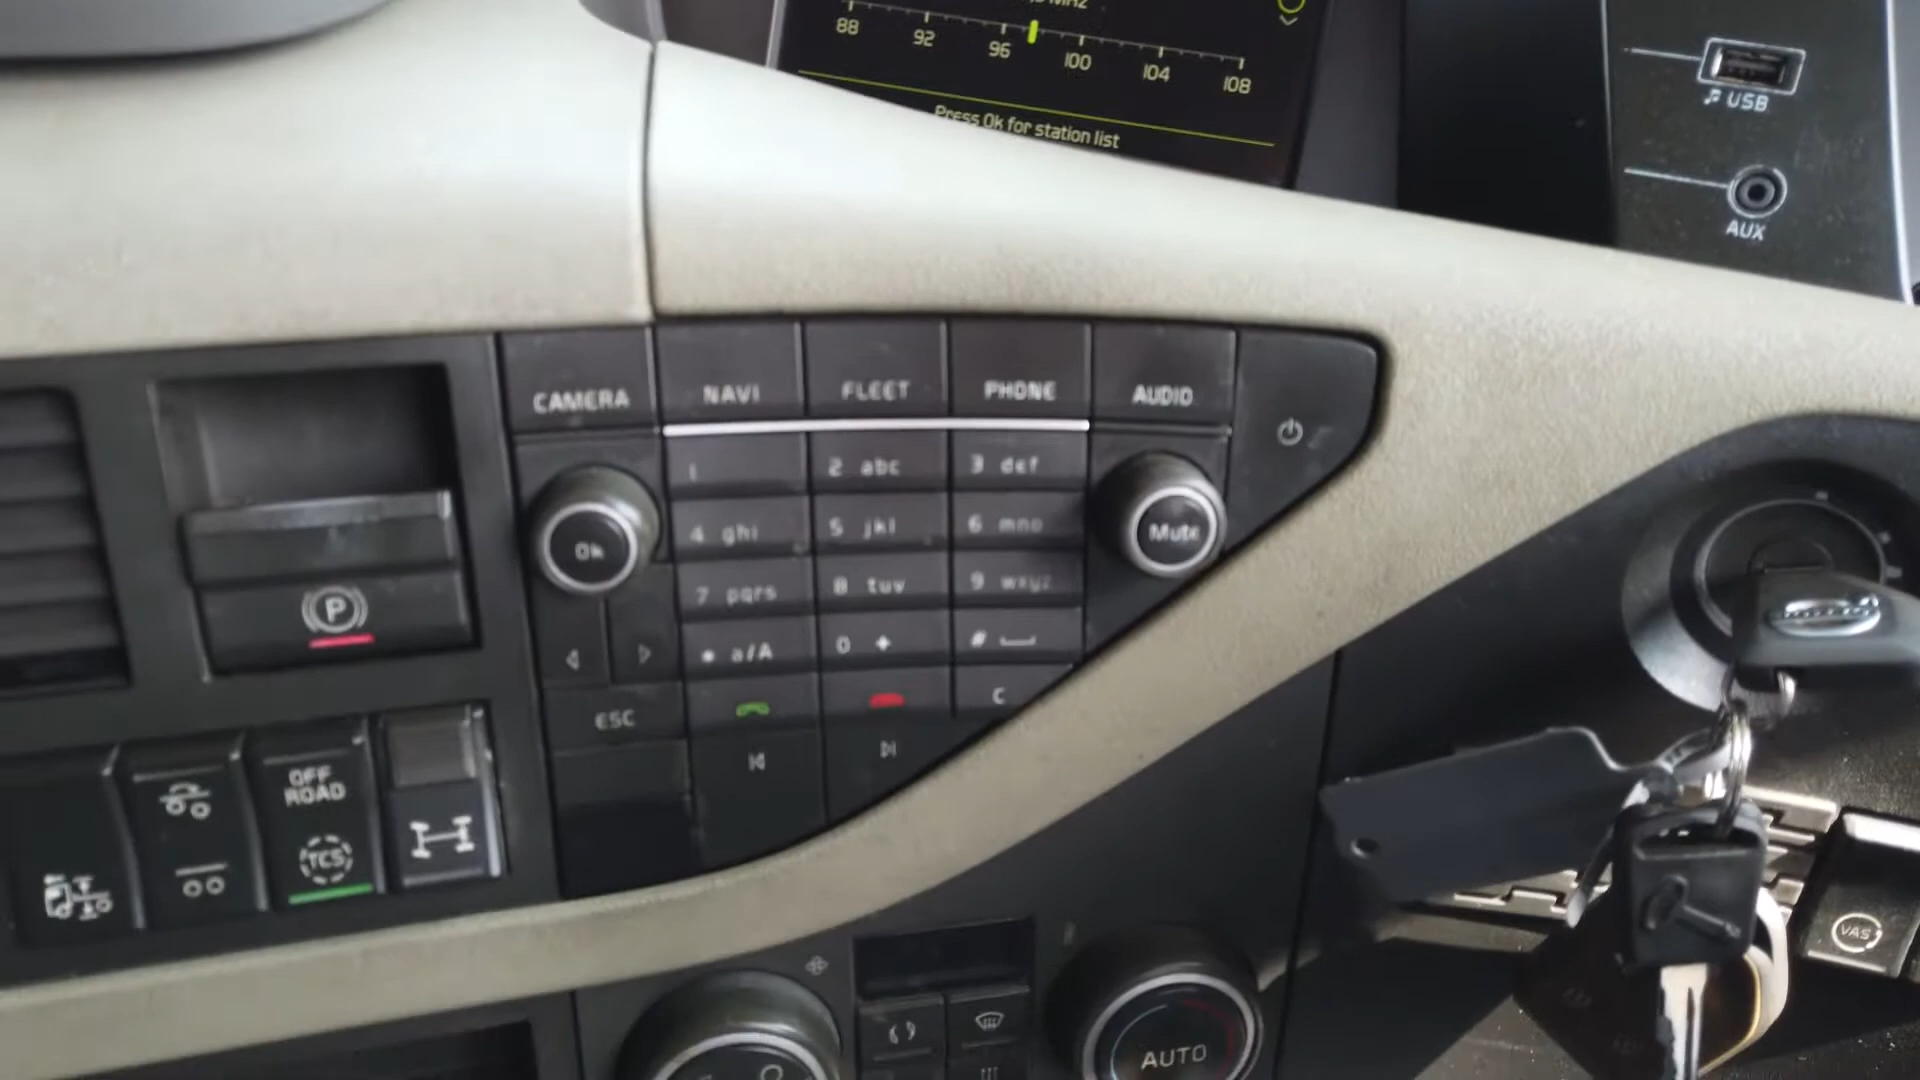 MHz
88 92 96 100 104 108
Press Ok for station list
USB
AUX
CAMERA NAVI FLEET PHONE AUDIO
1 2 abc 3 def
Ok 4 ghi 5 jkl 6 mno Mute
7 pqrs 8 tuv 9 wxyz
* a/A 0 + #
ESC C
P
OFF
ROAD
TCS
VAS
AUTO